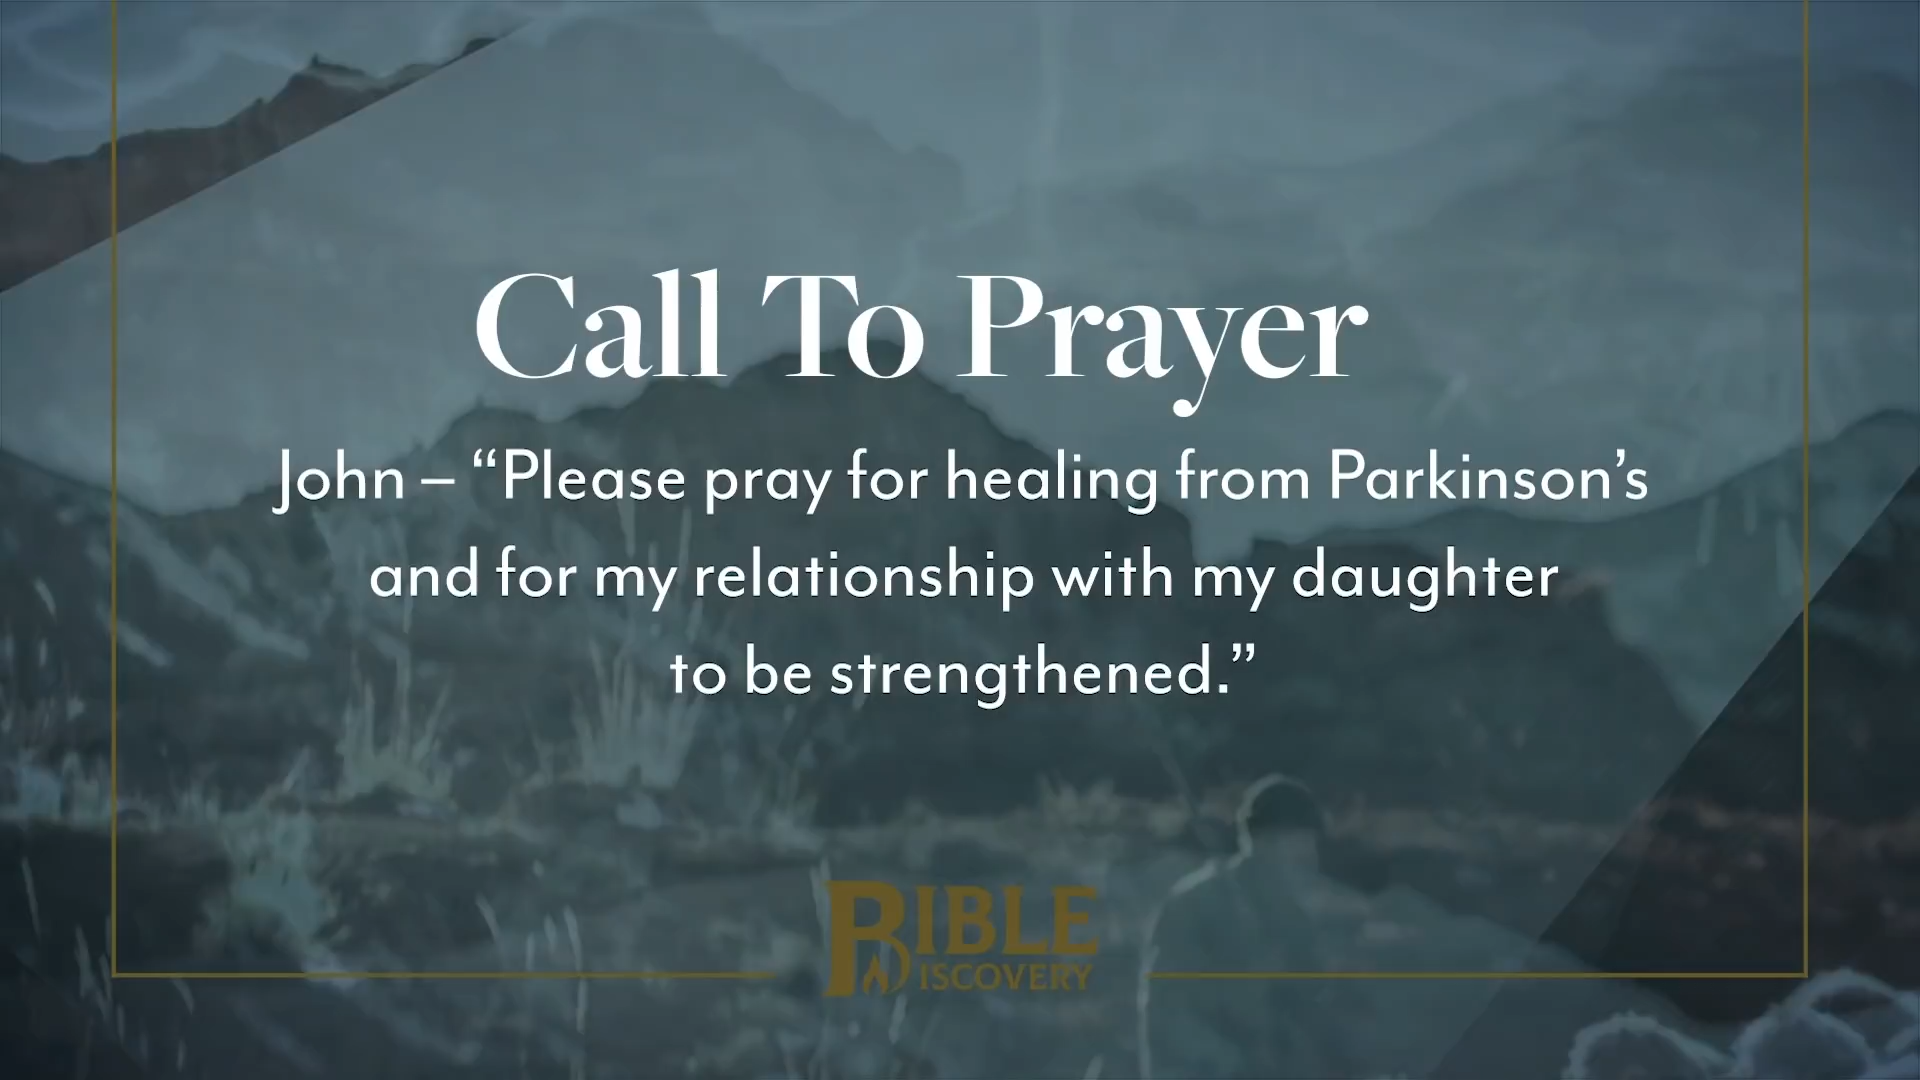 Call To Prayer
John – “Please pray for healing from Parkinson’s
and for my relationship with my daughter
to be strengthened.”
BIBLE
DISCOVERY